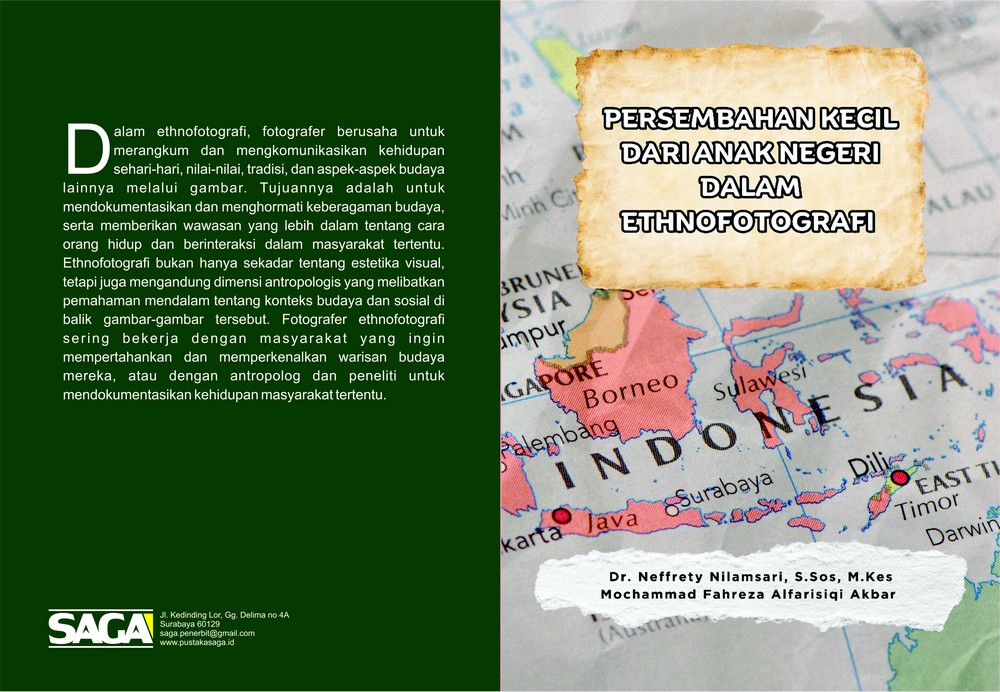 Dalam ethnofotografi, fotografer berusaha untuk
merangkum dan mengkomunikasikan kehidupan
sehari-hari, nilai-nilai, tradisi, dan aspek-aspek budaya
lainnya melalui gambar. Tujuannya adalah untuk
mendokumentasikan dan menghormati keberagaman budaya,
serta memberikan wawasan yang lebih dalam tentang cara
orang hidup dan berinteraksi dalam masyarakat tertentu.
Ethnofotografi bukan hanya sekadar tentang estetika visual,
tetapi juga mengandung dimensi antropologis yang melibatkan
pemahaman mendalam tentang konteks budaya dan sosial di
balik gambar-gambar tersebut. Fotografer ethnofotografi
sering bekerja dengan masyarakat yang ingin
mempertahankan dan memperkenalkan warisan budaya
mereka, atau dengan antropolog dan peneliti untuk
mendokumentasikan kehidupan masyarakat tertentu.
SAGA
Jl. Kedinding Lor, Gg. Delima no 4A
Surabaya 60129
saga.penerbit@gmail.com
www.pustakasaga.id
PERSEMBAHAN KECIL
DARI ANAK NEGERI
DALAM
ETHNOFOTOGRAFI
Minh Cit
ALAU
BRUNEI
YSIA
umpur
Ser
GAPORE
Borneo
Sulawesi
Palembang
INDONESIA
Dili
EAST TI
Timor
Surabaya
Java
karta
Darwin
Dr. Neffrety Nilamsari, S.Sos, M.Kes
Mochammad Fahreza Alfarisiqi Akbar
(Australia)